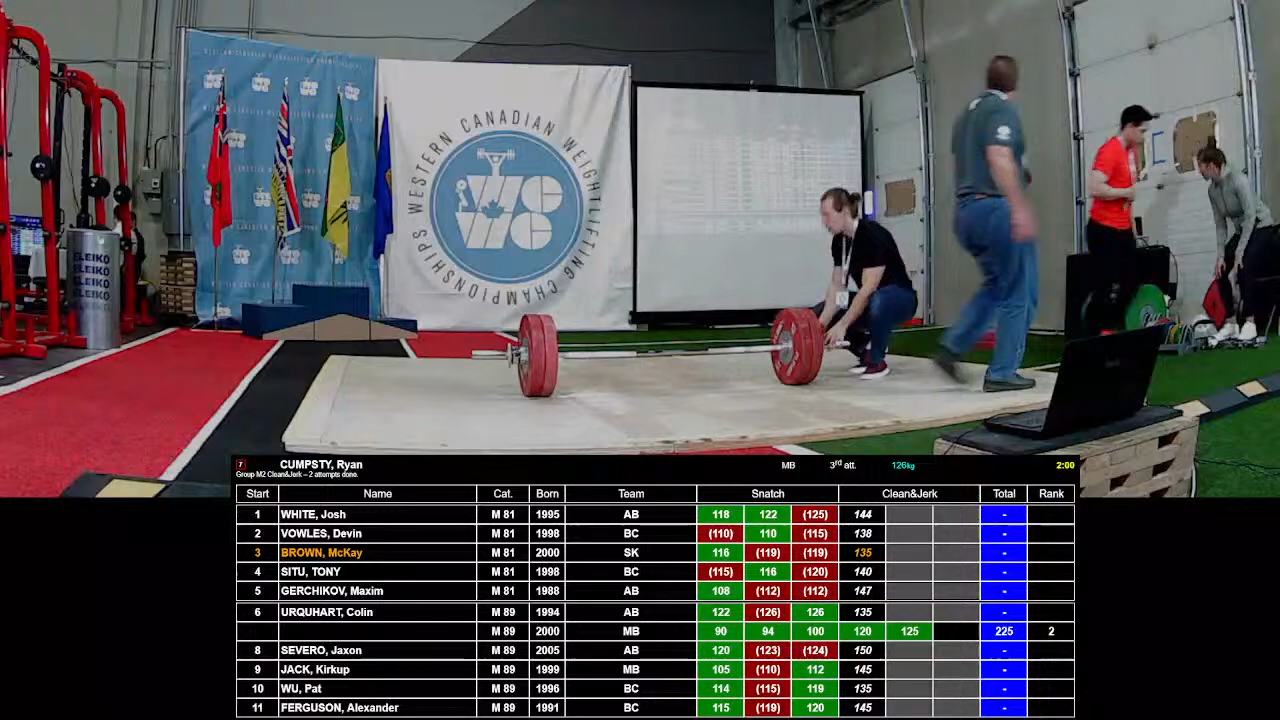 WESTERN CANADIAN WEIGHTLIFTING CHAMPIONSHIPS
WC
WC
ELEIKO
ELEIKO
ELEIKO
ELEIKO
7 CUMPSTY, Ryan MB 3rd att. 126kg 2:00
Group M2 Clean&Jerk – 2 attempts done.
Start Name Cat. Born Team Snatch Clean&Jerk Total Rank
1 WHITE, Josh M 81 1995 AB 118 122 (125) 144 -
2 VOWLES, Devin M 81 1998 BC (110) 110 (115) 138 -
3 BROWN, McKay M 81 2000 SK 116 (119) (119) 135 -
4 SITU, TONY M 81 1998 BC (115) 116 (120) 140 -
5 GERCHIKOV, Maxim M 81 1988 AB 108 (112) (112) 147 -
6 URQUHART, Colin M 89 1994 AB 122 (126) 126 135 -
M 89 2000 MB 90 94 100 120 125 225 2
8 SEVERO, Jaxon M 89 2005 AB 120 (123) (124) 150 -
9 JACK, Kirkup M 89 1999 MB 105 (110) 112 145 -
10 WU, Pat M 89 1996 BC 114 (115) 119 135 -
11 FERGUSON, Alexander M 89 1991 BC 115 (119) 120 145 -